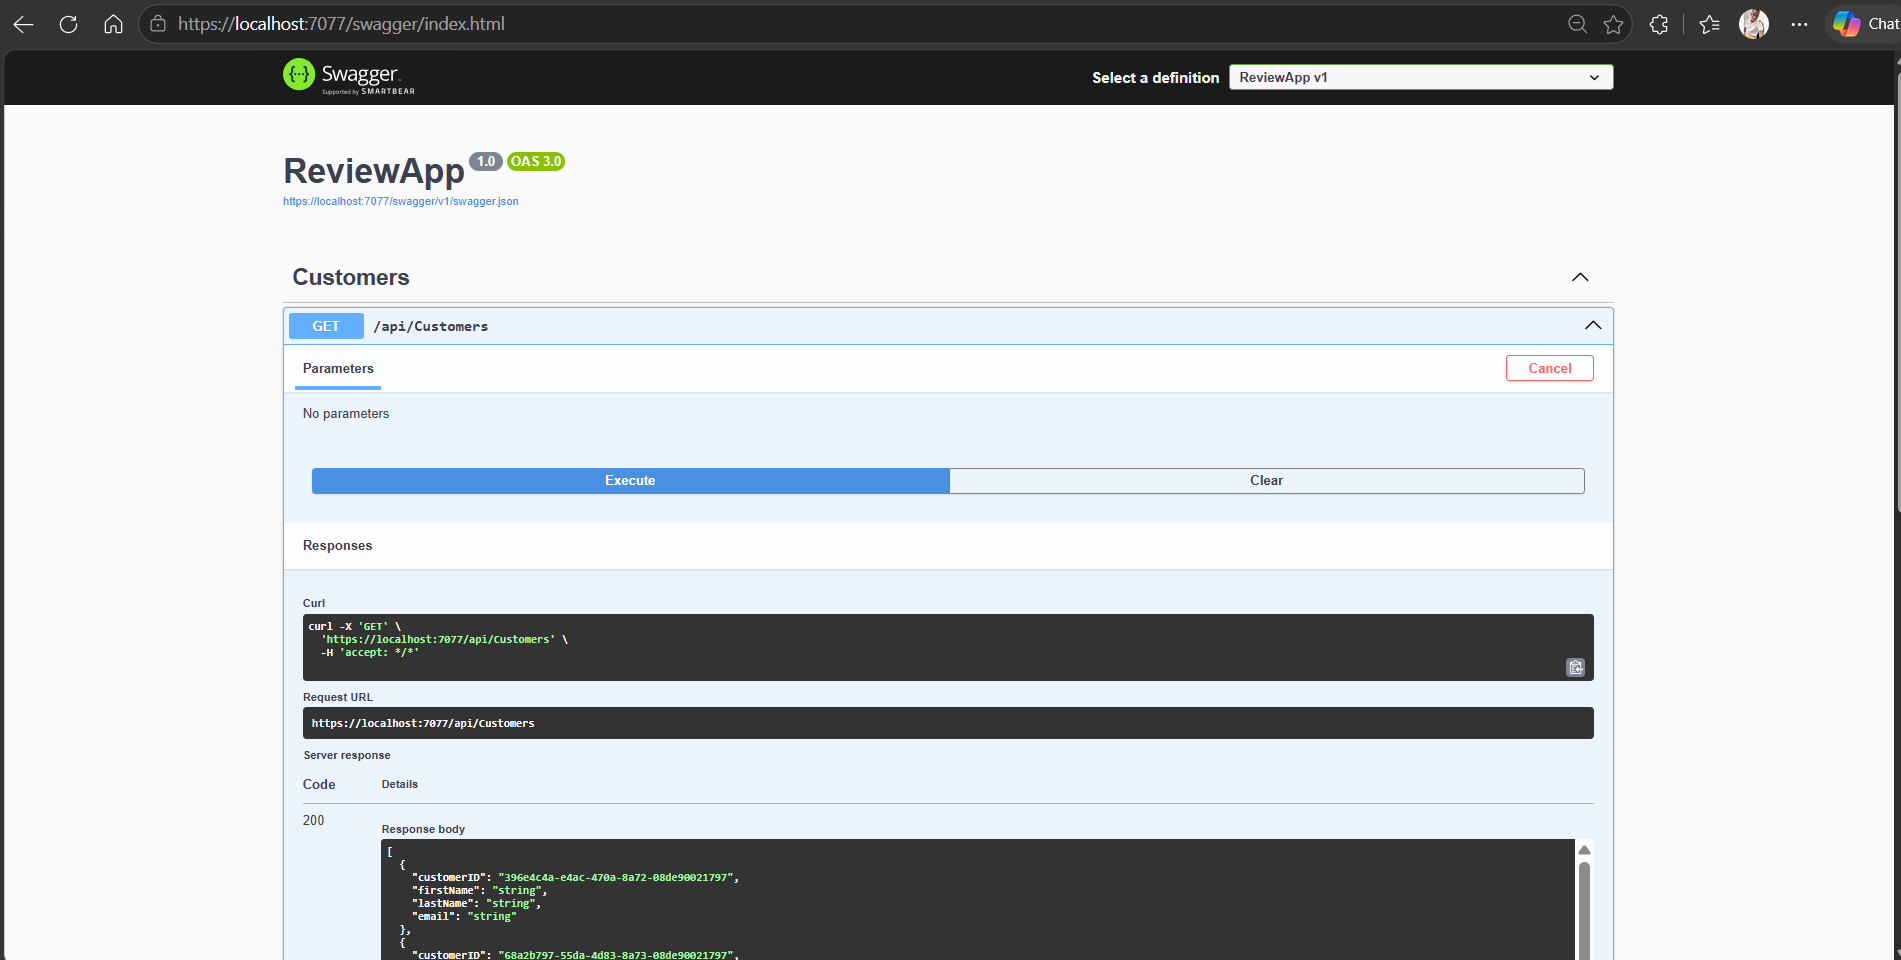 https://localhost:7077/swagger/index.html
Chat
Swagger
Supported by SMARTBEAR
Select a definition
ReviewApp v1
ReviewApp 1.0 OAS 3.0
https://localhost:7077/swagger/v1/swagger.json
Customers
GET /api/Customers
Parameters
Cancel
No parameters
Execute
Clear
Responses
Curl
curl -X 'GET' \
'https://localhost:7077/api/Customers' \
-H 'accept: */*'
Request URL
https://localhost:7077/api/Customers
Server response
Code Details
200
Response body
[
{
"customerID": "396e4c4a-e4ac-470a-8a72-08de90021797",
"firstName": "string",
"lastName": "string",
"email": "string"
},
{
"customerID": "68a2b797-55da-4d83-8a73-08de90021797",